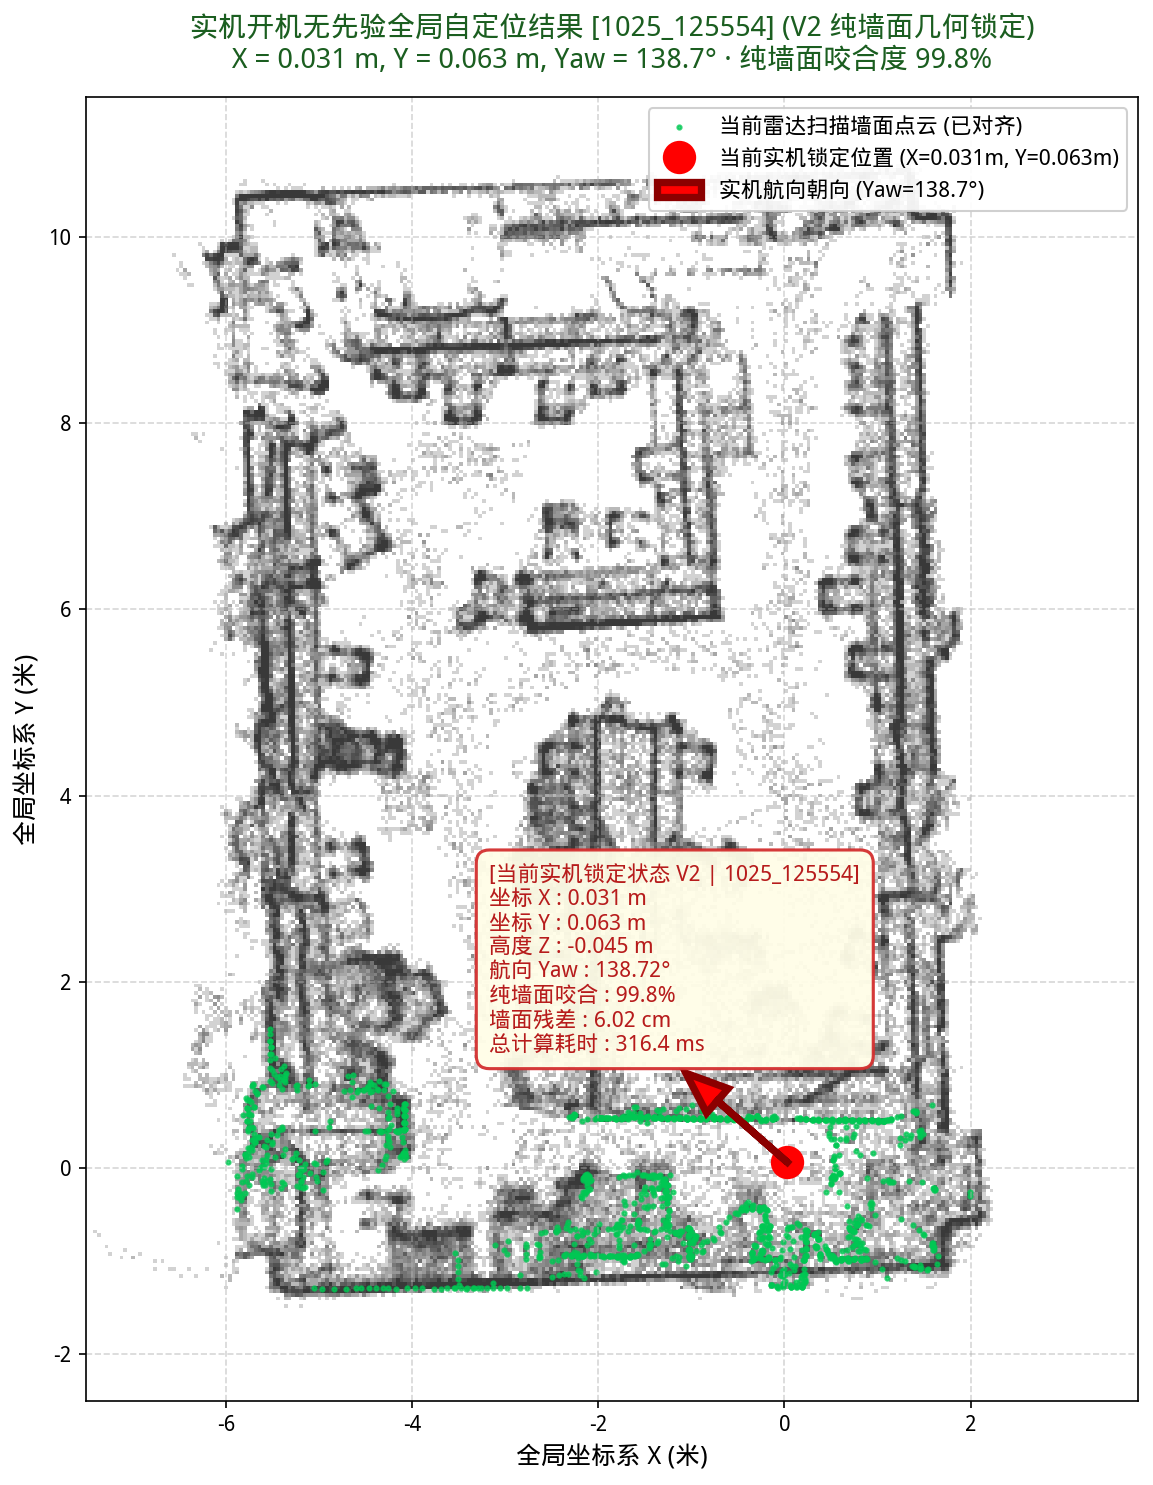 实机开机无先验全局自定位结果 [1025_125554] (V2 纯墙面几何锁定)
X = 0.031 m, Y = 0.063 m, Yaw = 138.7° · 纯墙面咬合度 99.8%
当前雷达扫描墙面点云 (已对齐)
当前实机锁定位置 (X=0.031m, Y=0.063m)
实机航向朝向 (Yaw=138.7°)
10
8
6
4
2
0
-2
全局坐标系 Y (米)
[当前实机锁定状态 V2 | 1025_125554]
坐标 X : 0.031 m
坐标 Y : 0.063 m
高度 Z : -0.045 m
航向 Yaw : 138.72°
纯墙面咬合 : 99.8%
墙面残差 : 6.02 cm
总计算耗时 : 316.4 ms
-6
-4
-2
0
2
全局坐标系 X (米)